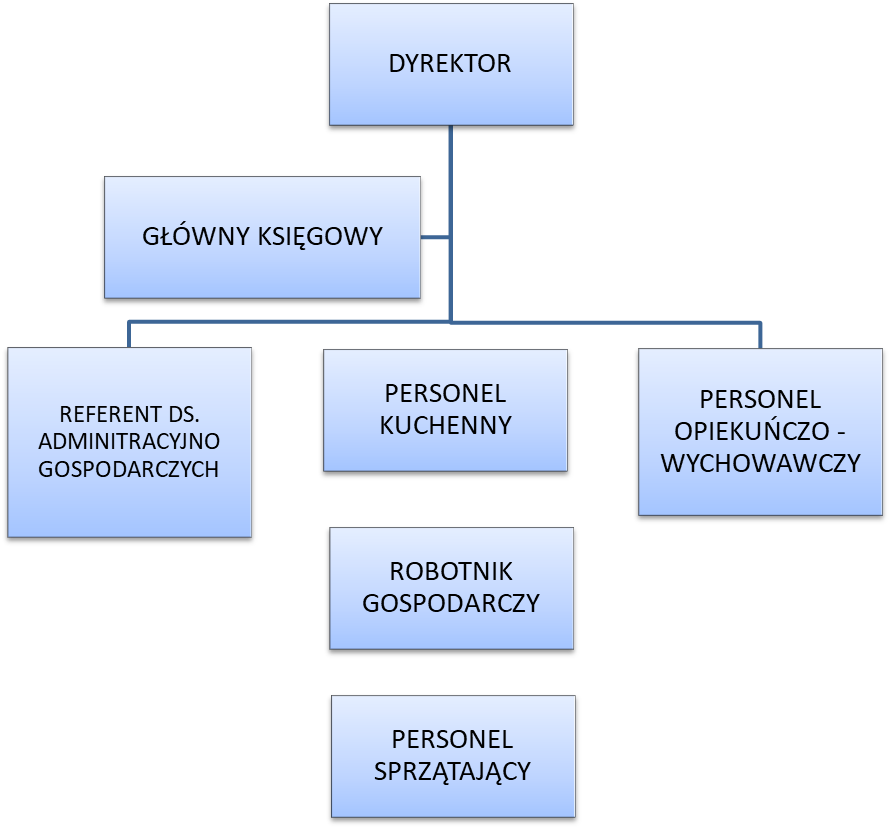 DYREKTOR
GŁÓWNY KSIĘGOWY
REFERENT DS.
ADMINITRACYJNO
GOSPODARCZYCH
PERSONEL
KUCHENNY
PERSONEL
OPIEKUŃCZO -
WYCHOWAWCZY
ROBOTNIK
GOSPODARCZY
PERSONEL
SPRZĄTAJĄCY